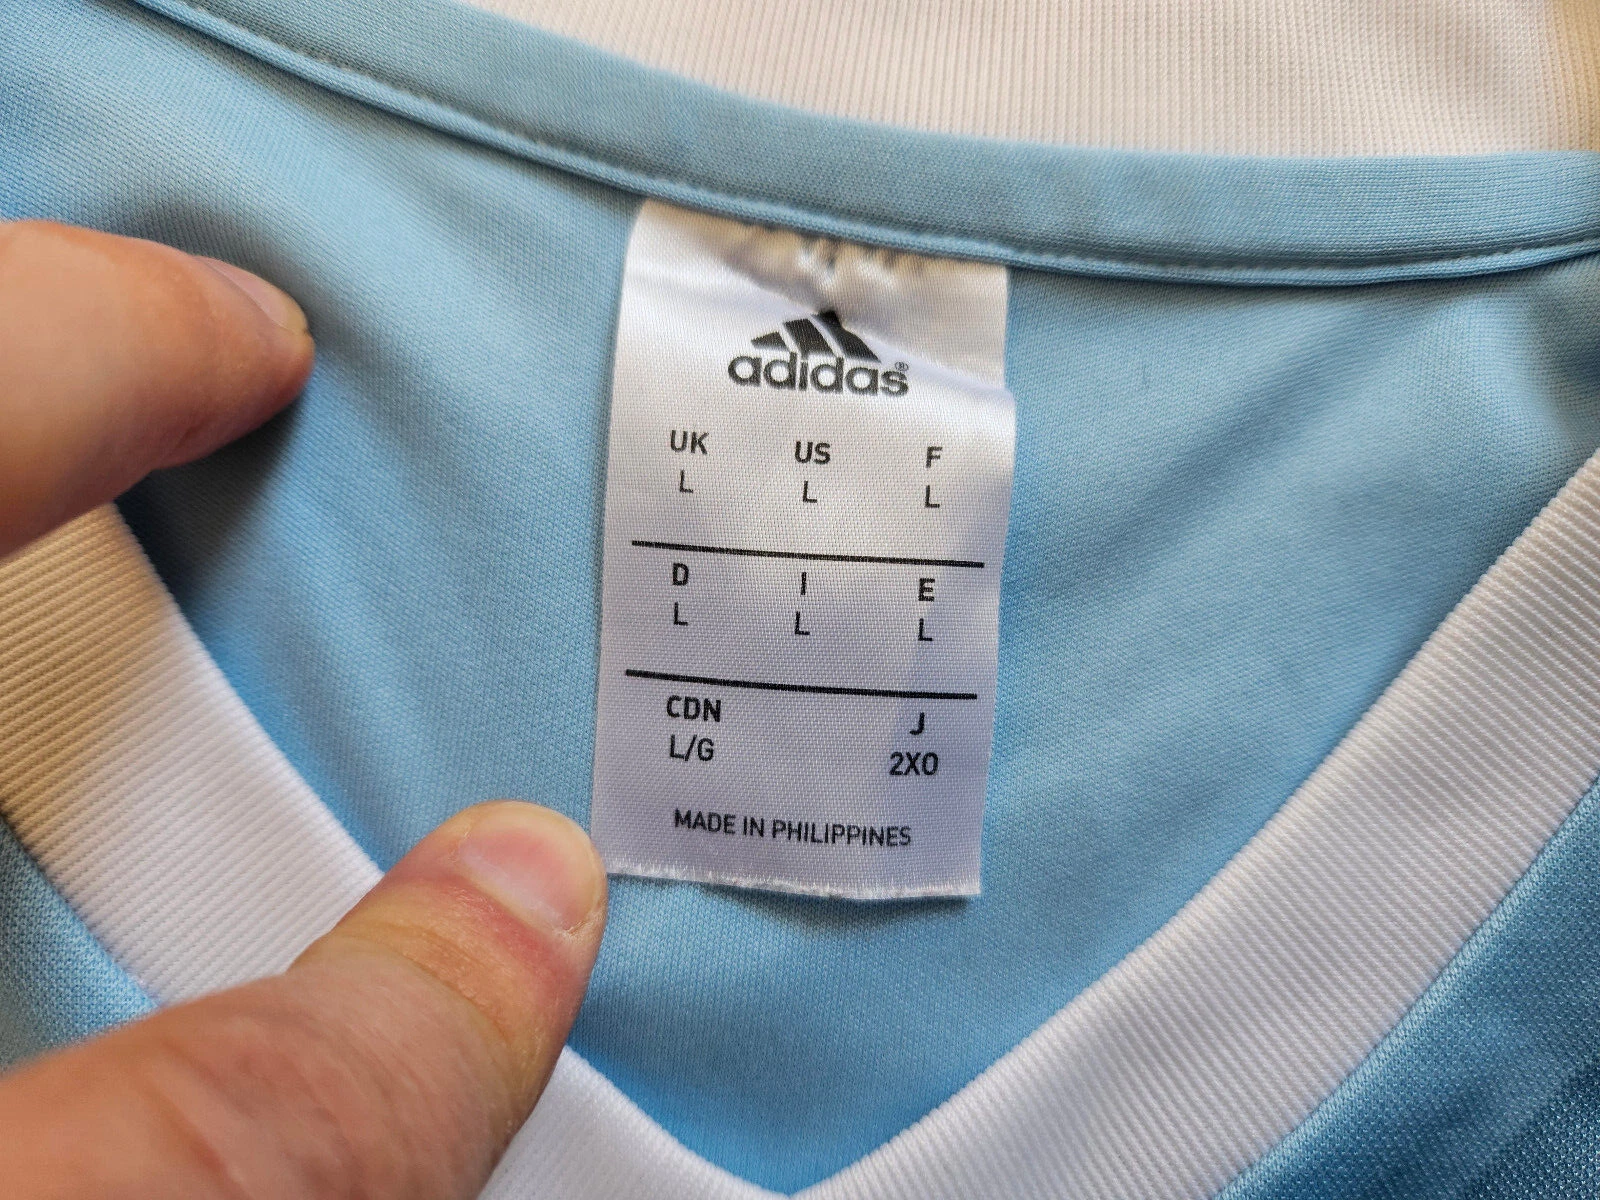 adidas®
UK US F
L L L
D I E
L L L
CDN J
L/G 2XO
MADE IN PHILIPPINES